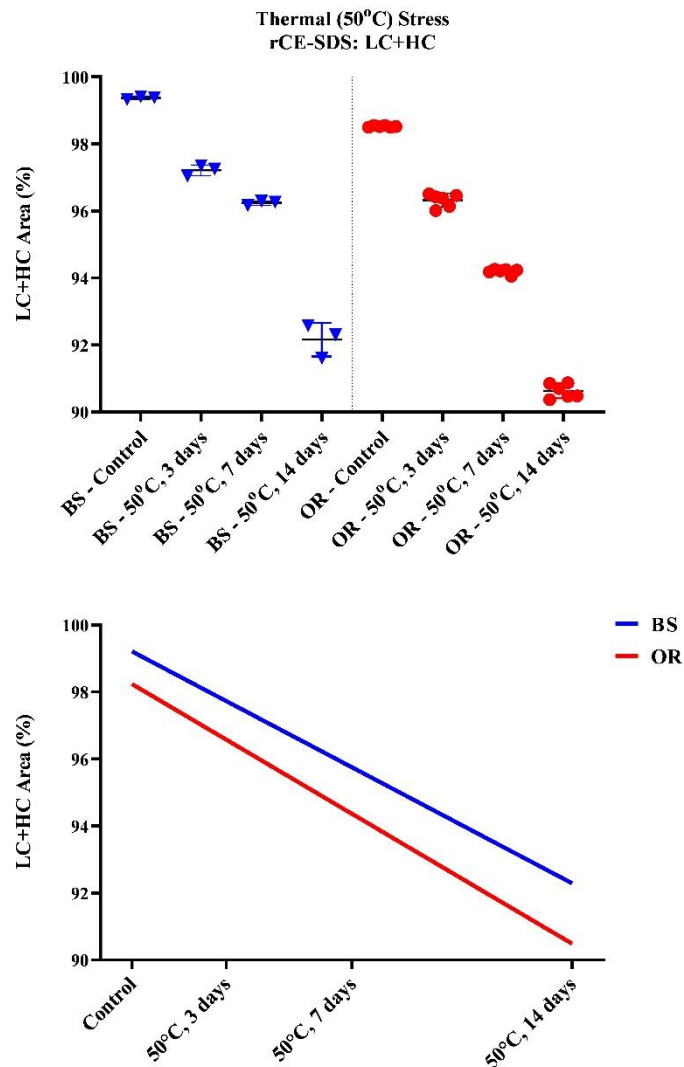 Thermal (50°C) Stress
rCE-SDS: LC+HC
LC+HC Area (%)
100
98
96
94
92
90
BS - Control
BS - 50°C, 3 days
BS - 50°C, 7 days
BS - 50°C, 14 days
OR - Control
OR - 50°C, 3 days
OR - 50°C, 7 days
OR - 50°C, 14 days
LC+HC Area (%)
100
98
96
94
92
90
BS
OR
Control
50°C, 3 days
50°C, 7 days
50°C, 14 days